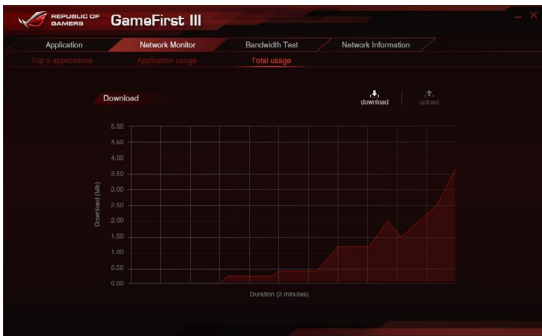 REPUBLIC OF
GAMERS
GameFirst III
Application Network Monitor Bandwidth Test Network Information
Top 5 applications Application usage Total usage
Download
download upload
5.00
4.50
4.00
3.50
3.00
2.50
2.00
1.50
1.00
0.50
0.00
Download (Mb)
Duration (2 minutes)